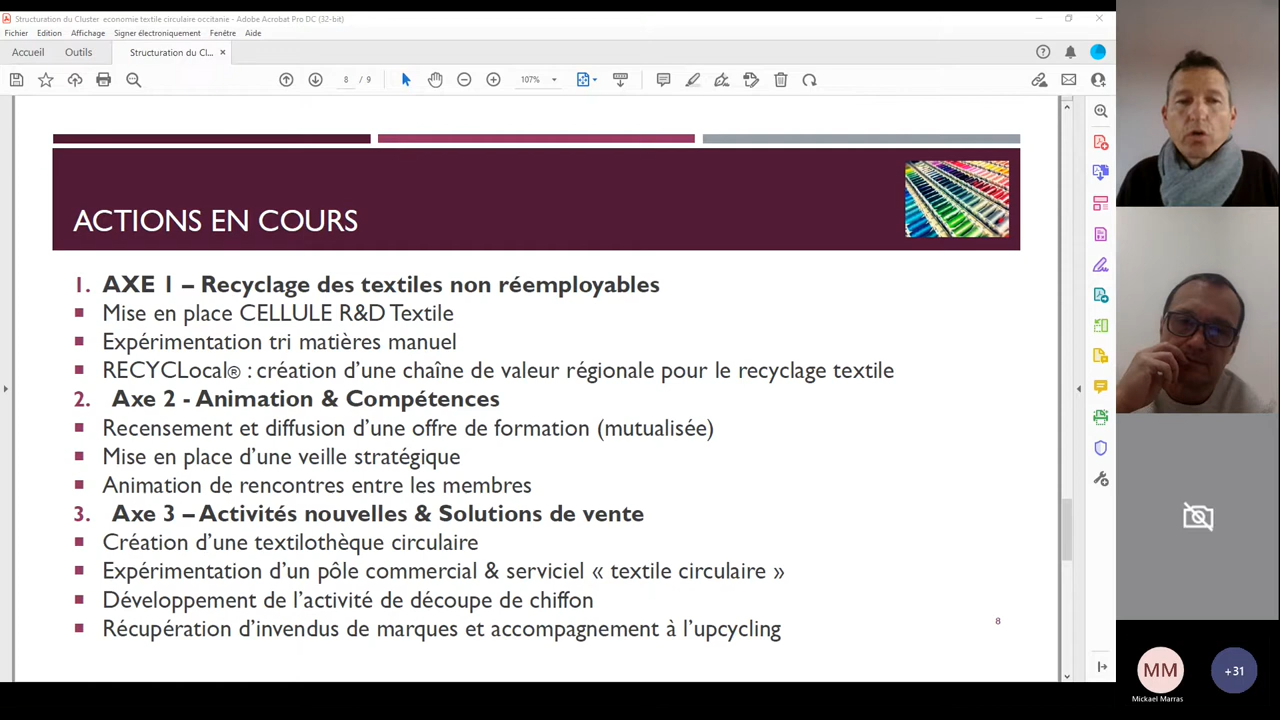 Structuration du Cluster economie textile circulaire occitanie - Adobe Acrobat Pro DC (32-bit)
Fichier Edition Affichage Signer électroniquement Fenêtre Aide
Accueil Outils Structuration du Cl... ×
8 / 9 107%
ACTIONS EN COURS
1. AXE 1 – Recyclage des textiles non réemployables
Mise en place CELLULE R&D Textile
Expérimentation tri matières manuel
RECYCLocal® : création d’une chaîne de valeur régionale pour le recyclage textile
2. Axe 2 - Animation & Compétences
Recensement et diffusion d’une offre de formation (mutualisée)
Mise en place d’une veille stratégique
Animation de rencontres entre les membres
3. Axe 3 – Activités nouvelles & Solutions de vente
Création d’une textilothèque circulaire
Expérimentation d’un pôle commercial & serviciel « textile circulaire »
Développement de l’activité de découpe de chiffon
Récupération d’invendus de marques et accompagnement à l’upcycling
8
MM +31
Mickael Marras